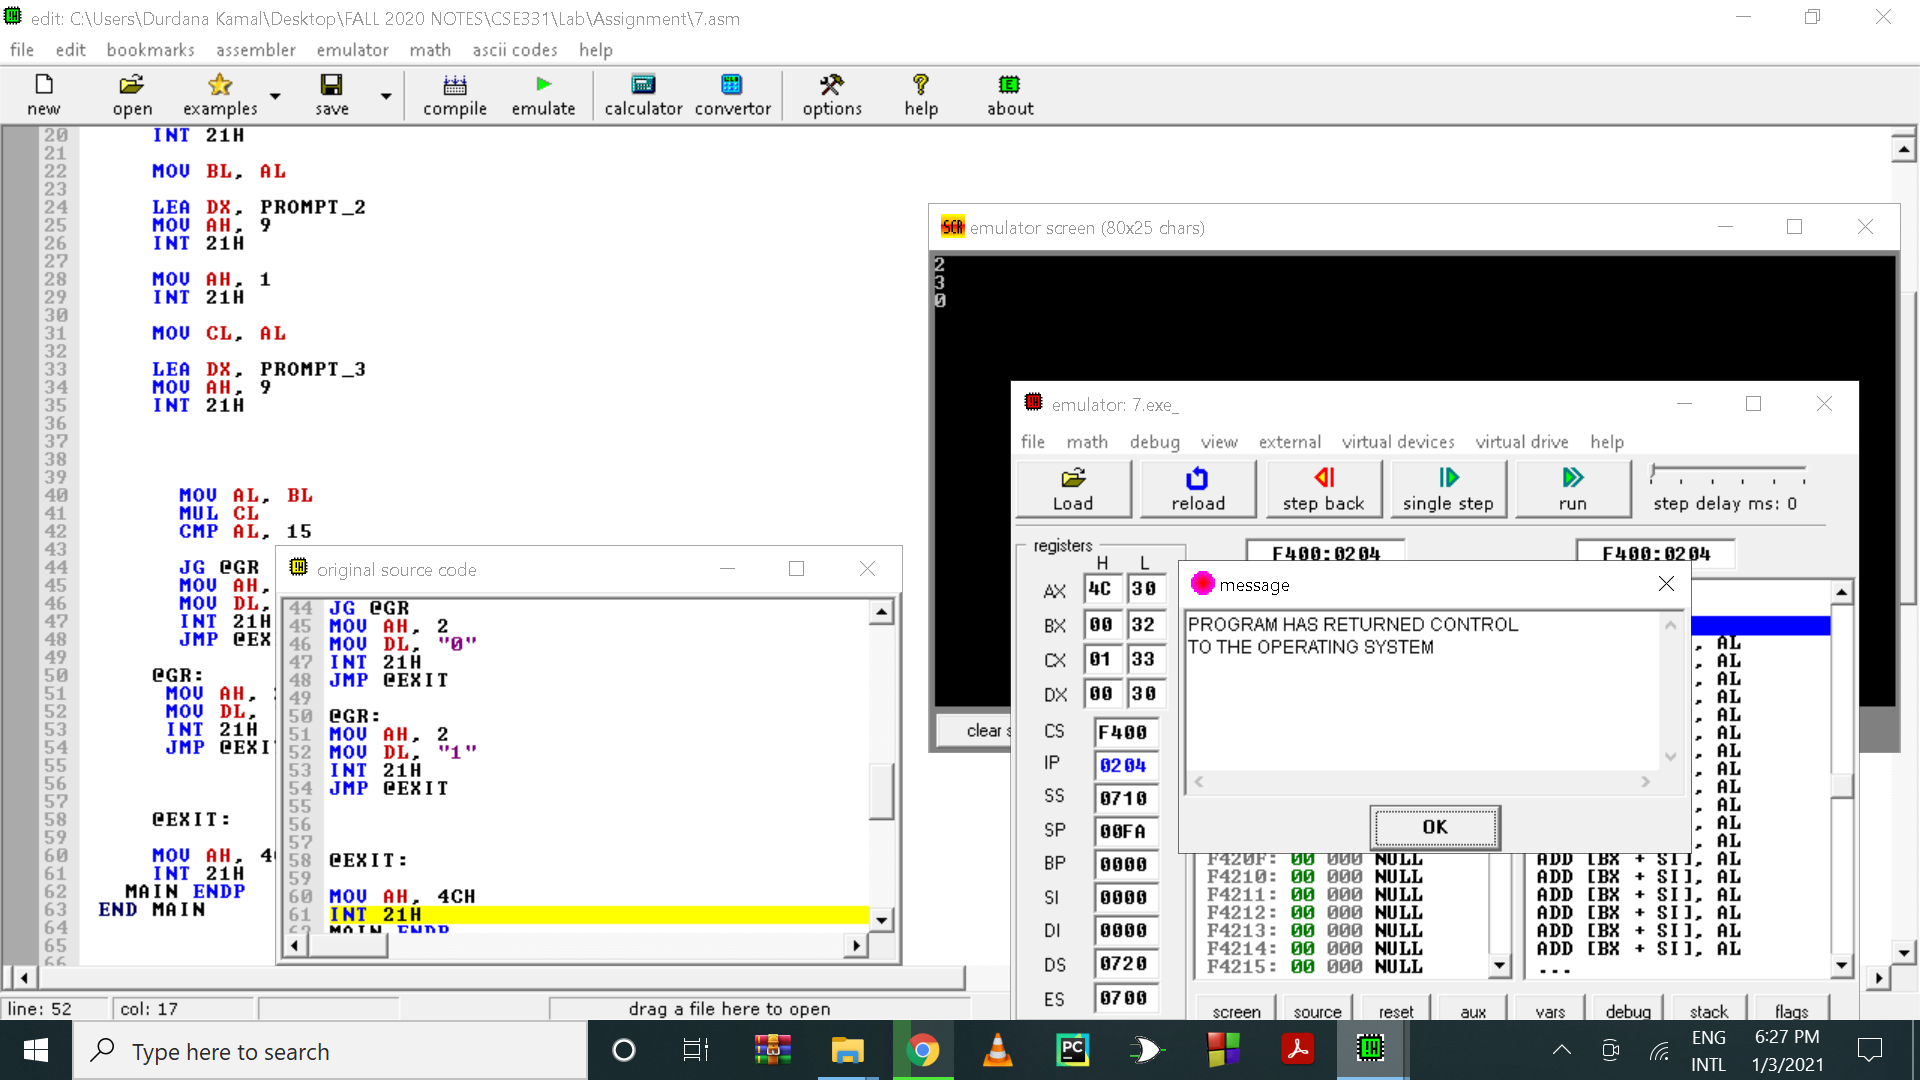 edit: C:\Users\Durdana Kamal\Desktop\FALL 2020 NOTES\CSE331\Lab\Assignment\7.asm
file edit bookmarks assembler emulator math ascii codes help
new open examples save compile emulate calculator convertor options help about
20 INT 21H
21
22 MOV BL, AL
23
24 LEA DX, PROMPT_2
25 MOV AH, 9
26 INT 21H
27
28 MOV AH, 1
29 INT 21H
30
31 MOV CL, AL
32
33 LEA DX, PROMPT_3
34 MOV AH, 9
35 INT 21H
36
37
38
39
40 MOV AL, BL
41 MUL CL
42 CMP AL, 15
43
44 JG @GR
45 MOV AH,
46 MOV DL,
47 INT 21H
48 JMP @EX
49
50 @GR:
51 MOV AH,
52 MOV DL,
53 INT 21H
54 JMP @EXI
55
56
57
58 @EXIT:
59
60 MOV AH, 4
61 INT 21H
62 MAIN ENDP
63 END MAIN
64
65
66
line: 52 col: 17 drag a file here to open
original source code
44 JG @GR
45 MOV AH, 2
46 MOV DL, "0"
47 INT 21H
48 JMP @EXIT
49
50 @GR:
51 MOV AH, 2
52 MOV DL, "1"
53 INT 21H
54 JMP @EXIT
55
56
57
58 @EXIT:
59
60 MOV AH, 4CH
61 INT 21H
62 MAIN ENDP
SCR emulator screen (80x25 chars)
2
3
0
clear s
emulator: 7.exe_
file math debug view external virtual devices virtual drive help
Load reload step back single step run step delay ms: 0
registers F400:0204 F400:0204
H L
AX 4C 30
BX 00 32
CX 01 33
DX 00 30
CS F400
IP 0204
SS 0710
SP 00FA
BP 0000
SI 0000
DI 0000
DS 0720
ES 0700
message
PROGRAM HAS RETURNED CONTROL
TO THE OPERATING SYSTEM
OK
, AL
, AL
, AL
, AL
, AL
, AL
, AL
, AL
, AL
, AL
, AL
, AL
F420F: 00 000 NULL ADD [BX + SI], AL
F4210: 00 000 NULL ADD [BX + SI], AL
F4211: 00 000 NULL ADD [BX + SI], AL
F4212: 00 000 NULL ADD [BX + SI], AL
F4213: 00 000 NULL ADD [BX + SI], AL
F4214: 00 000 NULL ADD [BX + SI], AL
F4215: 00 000 NULL ...
screen source reset aux vars debug stack flags
Type here to search
PC
ENG
INTL
6:27 PM
1/3/2021